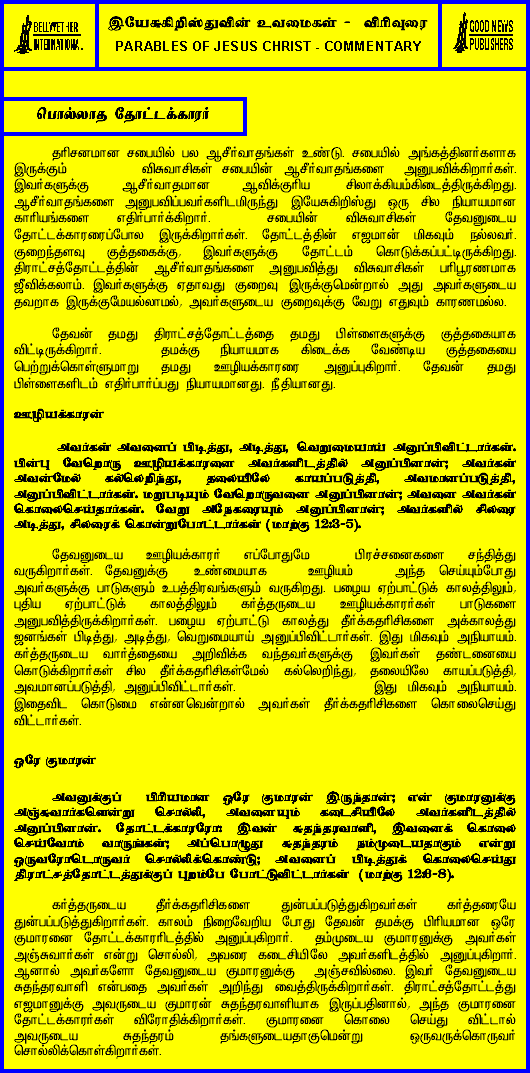 BELLWETHER
INTERNATIONAL
இயேசுகிறிஸ்துவின் உவமைகள் - விரிவுரை
PARABLES OF JESUS CHRIST - COMMENTARY
GOOD NEWS
PUBLISHERS
பொல்லாத தோட்டக்காரர்
தரிசனமான சபையில் பல ஆசீர்வாதங்கள் உண்டு. சபையில் அங்கத்தினர்களாக
இருக்கும் விசுவாசிகள் சபையின் ஆசீர்வாதங்களை அனுபவிக்கிறார்கள்.
இவர்களுக்கு ஆசீர்வாதமான ஆவிக்குரிய சிலாக்கியம்கிடைத்திருக்கிறது.
ஆசீர்வாதங்களை அனுபவிப்பவர்களிடமிருந்து இயேசுகிறிஸ்து ஒரு சில நியாயமான
காரியங்களை எதிர்பார்க்கிறார். சபையின் விசுவாசிகள் தேவனுடைய
தோட்டக்காரரைப்போல இருக்கிறார்கள். தோட்டத்தின் எஜமான் மிகவும் நல்லவர்.
குறைந்தளவு குத்தகைக்கு, இவர்களுக்கு தோட்டம் கொடுக்கப்பட்டிருக்கிறது.
திராட்சத்தோட்டத்தின் ஆசீர்வாதங்களை அனுபவித்து விசுவாசிகள் பரிபூரணமாக
ஜீவிக்கலாம். இவர்களுக்கு ஏதாவது குறைவு இருக்குமென்றால் அது அவர்களுடைய
தவறாக இருக்குமேயல்லாமல், அவர்களுடைய குறைவுக்கு வேறு எதுவும் காரணமல்ல.
தேவன் தமது திராட்சத்தோட்டத்தை தமது பிள்ளைகளுக்கு குத்தகையாக
விட்டிருக்கிறார். தமக்கு நியாயமாக கிடைக்க வேண்டிய குத்தகையை
பெற்றுக்கொள்ளுமாறு தமது ஊழியக்காரரை அனுப்புகிறார். தேவன் தமது
பிள்ளைகளிடம் எதிர்பார்ப்பது நியாயமானது. நீதியானது.
ஊழியக்காரன்
அவர்கள் அவனைப் பிடித்து, அடித்து, வெறுமையாய் அனுப்பிவிட்டார்கள்.
பின்பு வேறொரு ஊழியக்காரனை அவர்களிடத்தில் அனுப்பினான்; அவர்கள்
அவன்மேல் கல்லெறிந்து, தலையிலே காயப்படுத்தி, அவமானப்படுத்தி,
அனுப்பிவிட்டார்கள். மறுபடியும் வேறொருவனை அனுப்பினான்; அவனை அவர்கள்
கொலைசெய்தார்கள். வேறு அநேகரையும் அனுப்பினான்; அவர்களில் சிலரை
அடித்து, சிலரைக் கொன்றுபோட்டார்கள் (மாற்கு 12:3-5).
தேவனுடைய ஊழியக்காரர் எப்போதுமே பிரச்சனைகளை சந்தித்து
வருகிறார்கள். தேவனுக்கு உண்மையாக ஊழியம் அந்த செய்யும்போது
அவர்களுக்கு பாடுகளும் உபத்திரவங்களும் வருகிறது. பழைய ஏற்பாட்டுக் காலத்திலும்,
புதிய ஏற்பாட்டுக் காலத்திலும் கர்த்தருடைய ஊழியக்காரர்கள் பாடுகளை
அனுபவித்திருக்கிறார்கள். பழைய ஏற்பாட்டு காலத்து தீர்க்கதரிசிகளை அக்காலத்து
ஜனங்கள் பிடித்து, அடித்து, வெறுமையாய் அனுப்பிவிட்டார்கள். இது மிகவும் அநியாயம்.
கர்த்தருடைய வார்த்தையை அறிவிக்க வந்தவர்களுக்கு இவர்கள் தண்டனையை
கொடுக்கிறார்கள் சில தீர்க்கதரிசிகள்மேல் கல்லெறிந்து, தலையிலே காயப்படுத்தி,
அவமானப்படுத்தி, அனுப்பிவிட்டார்கள். இது மிகவும் அநியாயம்.
இதைவிட கொடுமை என்னவென்றால் அவர்கள் தீர்க்கதரிசிகளை கொலைசெய்து
விட்டார்கள்.
ஒரே குமாரன்
அவனுக்குப் பிரியமான ஒரே குமாரன் இருந்தான்; என் குமாரனுக்கு
அஞ்சுவார்களென்று சொல்லி, அவனையும் கடைசியிலே அவர்களிடத்தில்
அனுப்பினான். தோட்டக்காரரோ: இவன் சுதந்தரவாளி, இவனைக் கொலை
செய்வோம் வாருங்கள்; அப்பொழுது சுதந்தரம் நம்முடையதாகும் என்று
ஒருவரோடொருவர் சொல்லிக்கொண்டு; அவனைப் பிடித்துக் கொலைசெய்து
திராட்சத்தோட்டத்துக்குப் புறம்பே போட்டுவிட்டார்கள் (மாற்கு 12:6-8).
கர்த்தருடைய தீர்க்கதரிசிகளை துன்பப்படுத்துகிறவர்கள் கர்த்தரையே
துன்பப்படுத்துகிறார்கள். காலம் நிறைவேறிய போது தேவன் தமக்கு பிரியமான ஒரே
குமாரனை தோட்டக்காரரிடத்தில் அனுப்புகிறார். தம்முடைய குமாரனுக்கு அவர்கள்
அஞ்சுவார்கள் என்று சொல்லி, அவரை கடைசியிலே அவர்களிடத்தில் அனுப்புகிறார்.
ஆனால் அவர்களோ தேவனுடைய குமாரனுக்கு அஞ்சவில்லை. இவர் தேவனுடைய
சுதந்தரவாளி என்பதை அவர்கள் அறிந்து வைத்திருக்கிறார்கள். திராட்சத்தோட்டத்து
எஜமானுக்கு அவருடைய குமாரன் சுதந்தரவாளியாக இருப்பதினால், அந்த குமாரனை
தோட்டக்காரர்கள் விரோதிக்கிறார்கள். குமாரனை கொலை செய்து விட்டால்
அவருடைய சுதந்தரம் தங்களுடையதாகுமென்று ஒருவருக்கொருவர்
சொல்லிக்கொள்கிறார்கள்.